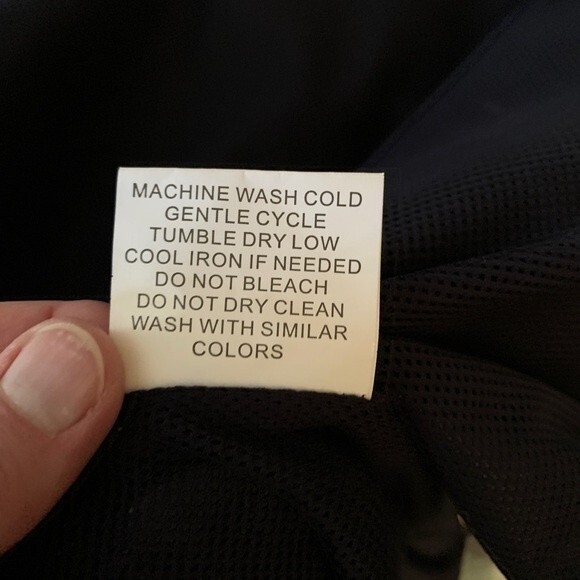 MACHINE WASH COLD
GENTLE CYCLE
TUMBLE DRY LOW
COOL IRON IF NEEDED
DO NOT BLEACH
DO NOT DRY CLEAN
WASH WITH SIMILAR
COLORS